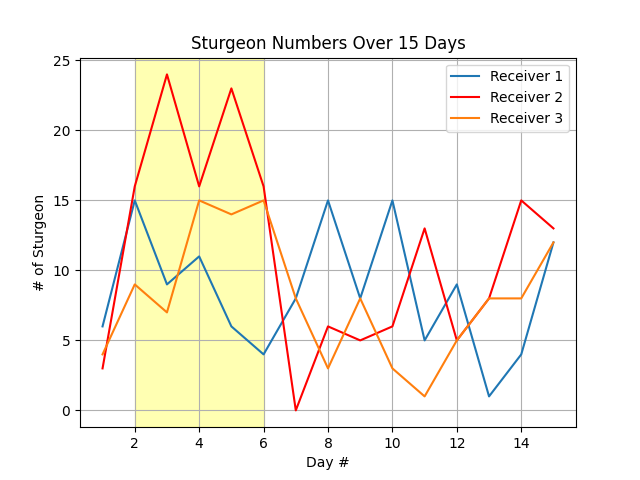 Sturgeon Numbers Over 15 Days
Receiver 1
Receiver 2
Receiver 3
# of Sturgeon
25
20
15
10
5
0
2 4 6 8 10 12 14
Day #